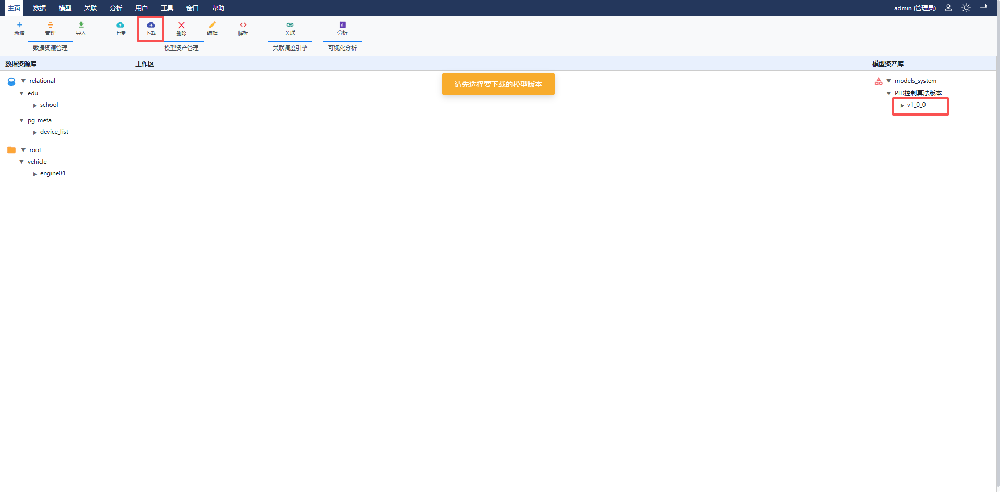 主页 数据 模型 关联 分析 用户 工具 窗口 帮助 admin (管理员)
新增 管理 导入 上传 下载 删除 编辑 解析 关联 分析
数据资源管理 模型资产管理 关联调度引擎 可视化分析
数据资源库 工作区 模型资产库
请先选择要下载的模型版本
relational
edu
school
pg_meta
device_list
root
vehicle
engine01
models_system
PID控制算法版本
v1_0_0